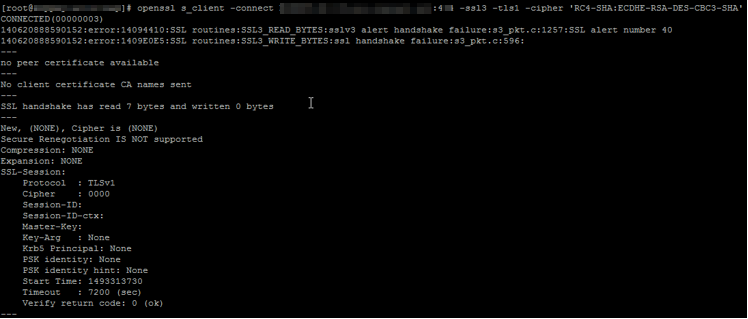 [root@ openssl s_client -connect :4 -ssl3 -tls1 -cipher 'RC4-SHA:ECDHE-RSA-DES-CBC3-SHA'
CONNECTED(00000003)
140620888590152:error:14094410:SSL routines:SSL3_READ_BYTES:sslv3 alert handshake failure:s3_pkt.c:1257:SSL alert number 40
140620888590152:error:1409E0E5:SSL routines:SSL3_WRITE_BYTES:ssl handshake failure:s3_pkt.c:596:
---
no peer certificate available
---
No client certificate CA names sent
---
SSL handshake has read 7 bytes and written 0 bytes
---
New, (NONE), Cipher is (NONE)
Secure Renegotiation IS NOT supported
Compression: NONE
Expansion: NONE
SSL-Session:
    Protocol  : TLSv1
    Cipher    : 0000
    Session-ID:
    Session-ID-ctx:
    Master-Key:
    Key-Arg   : None
    Krb5 Principal: None
    PSK identity: None
    PSK identity hint: None
    Start Time: 1493313730
    Timeout   : 7200 (sec)
    Verify return code: 0 (ok)
---